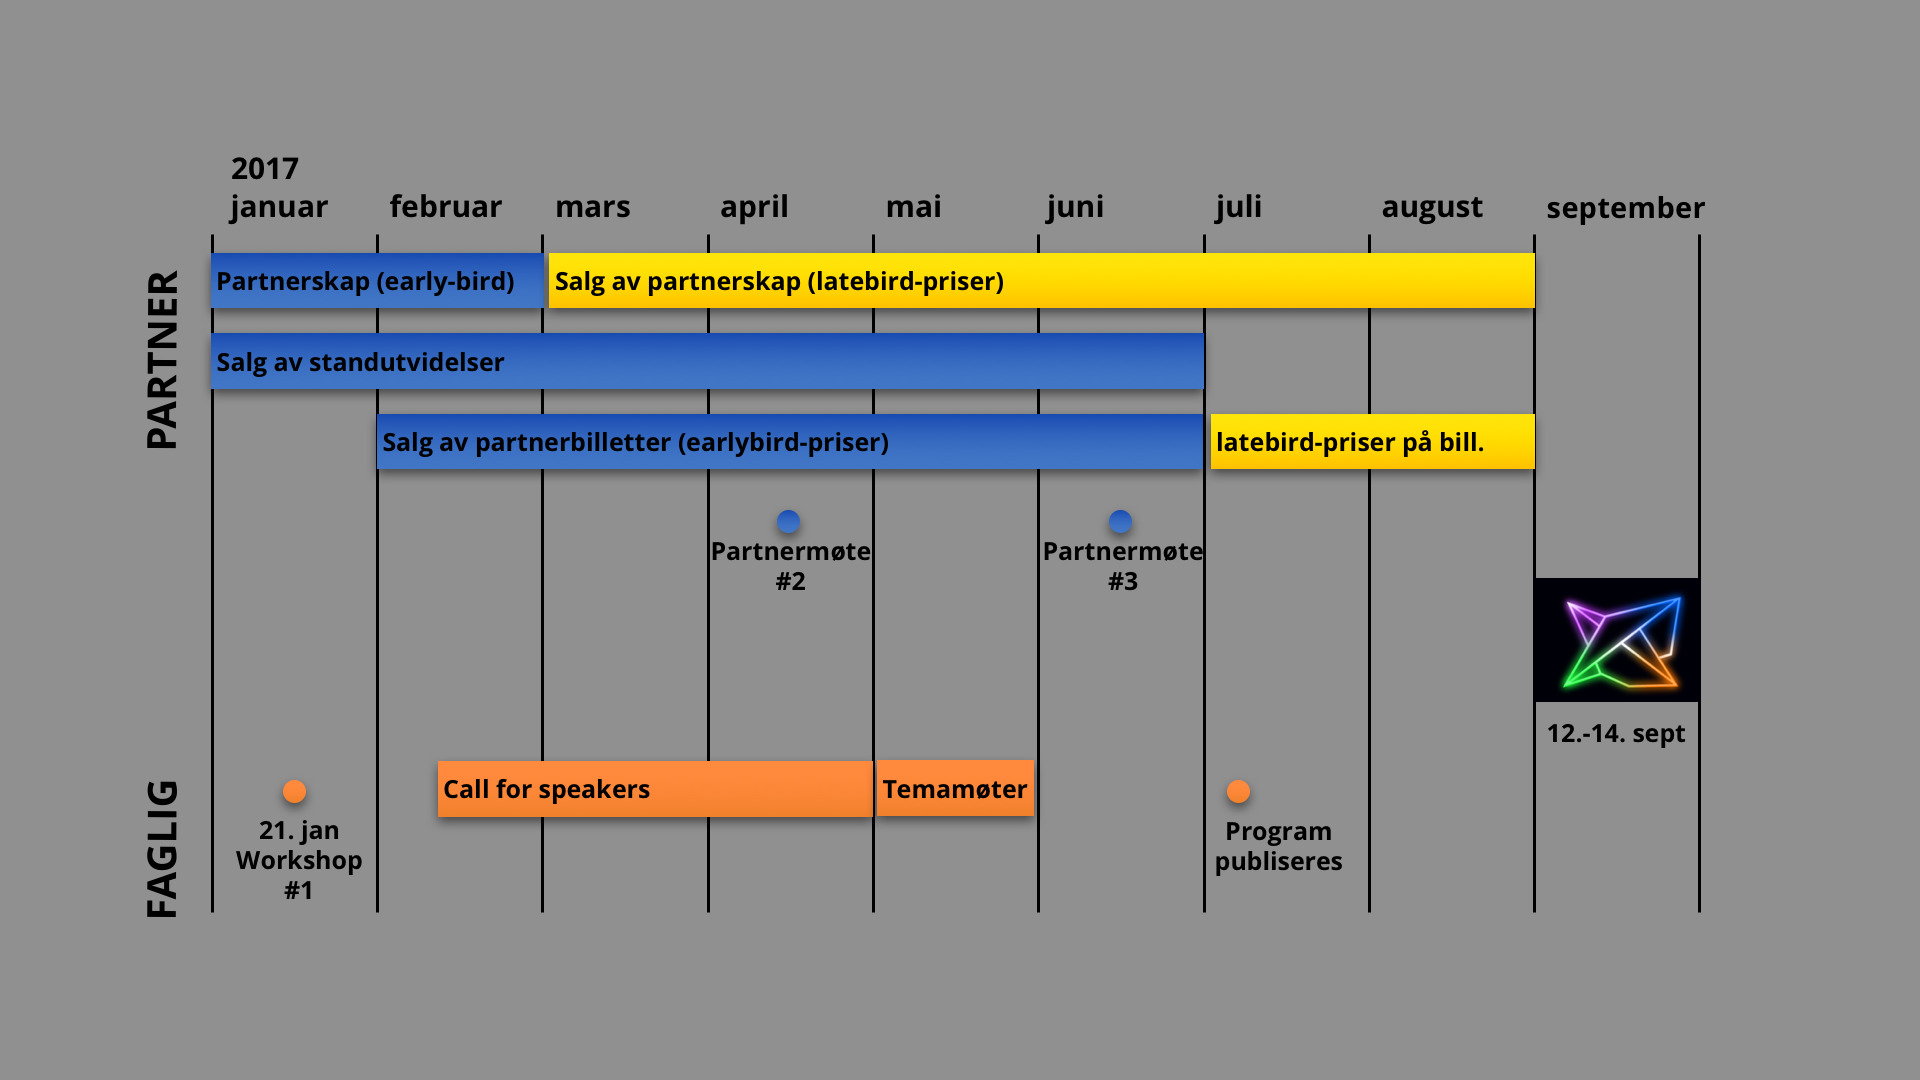 2017
januar
februar
mars
april
mai
juni
juli
august
september
PARTNER
Partnerskap (early-bird)
Salg av partnerskap (latebird-priser)
Salg av standutvidelser
Salg av partnerbilletter (earlybird-priser)
latebird-priser på bill.
Partnermøte
#2
Partnermøte
#3
12.-14. sept
FAGLIG
Call for speakers
Temamøter
21. jan
Workshop
#1
Program
publiseres